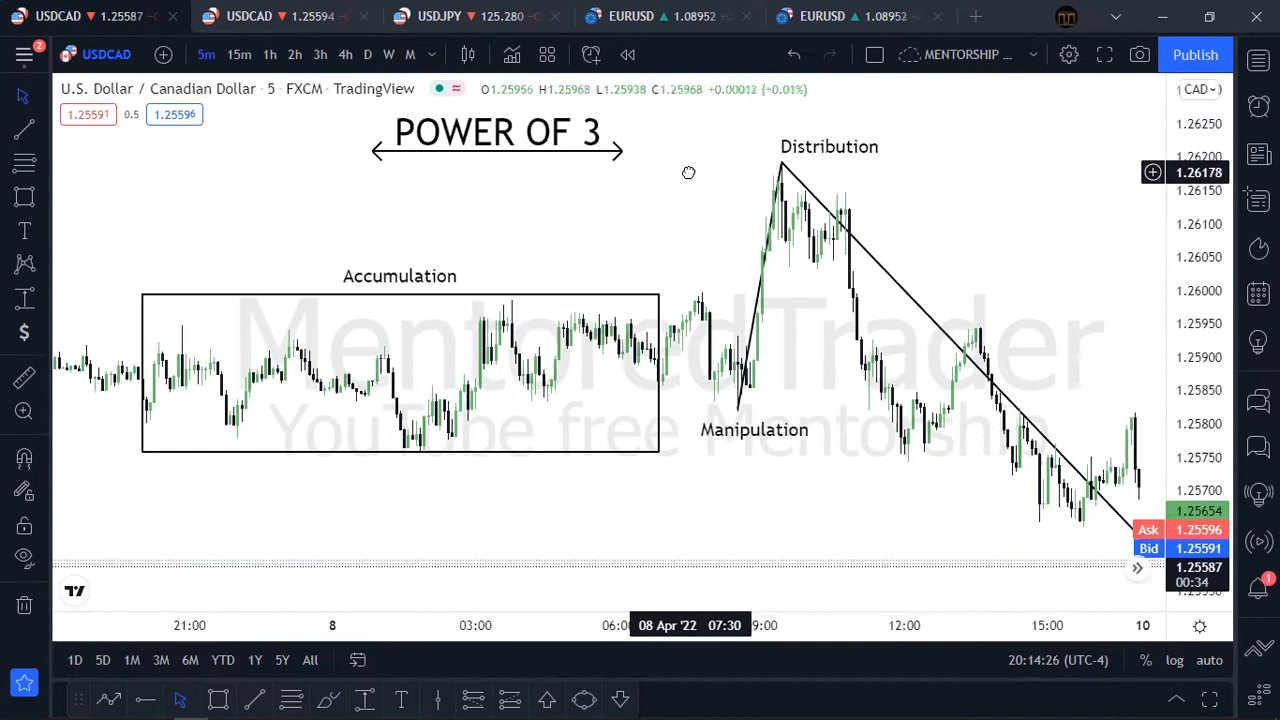 USDCAD 1.25587
USDCAD 1.25594
USDJPY 125.280
EURUSD 1.08952
EURUSD 1.08952
2
USDCAD
5m 15m 1h 2h 3h 4h D W M
MENTORSHIP ...
Publish
U.S. Dollar / Canadian Dollar · 5 · FXCM · TradingView
O1.25956 H1.25968 L1.25938 C1.25968 +0.00012 (+0.01%)
CAD
1.25591
0.5
1.25596
POWER OF 3
Distribution
Accumulation
Manipulation
MentoredTrader
YouTube free Mentorship
1.26250
1.26200
1.26178
1.26150
1.26100
1.26050
1.26000
1.25950
1.25900
1.25850
1.25800
1.25750
1.25700
1.25654
Ask 1.25596
Bid 1.25591
1.25587
00:34
1
21:00
8
03:00
06:00
08 Apr '22 07:30
9:00
12:00
15:00
10
1D 5D 1M 3M 6M YTD 1Y 5Y All
20:14:26 (UTC-4)
% log auto